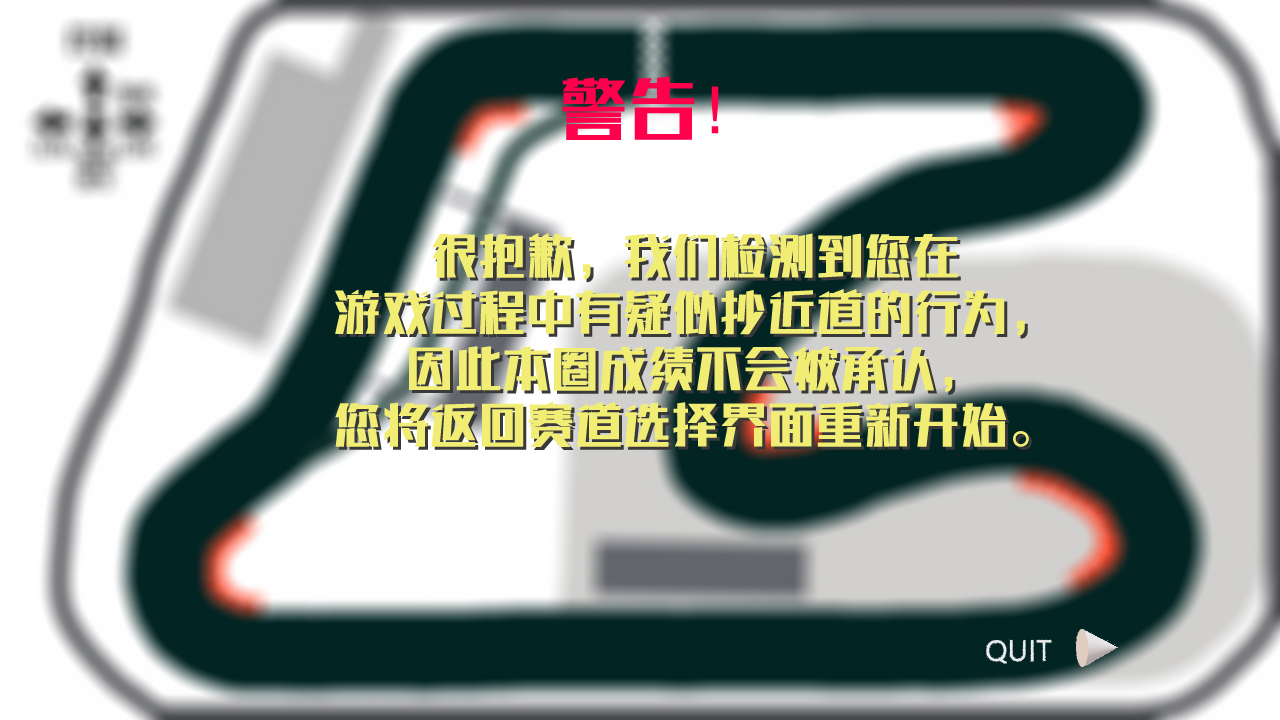 警告！
很抱歉，我们检测到您在
游戏过程中有疑似抄近道的行为，
因此本圈成绩不会被承认，
您将返回赛道选择界面重新开始。
QUIT